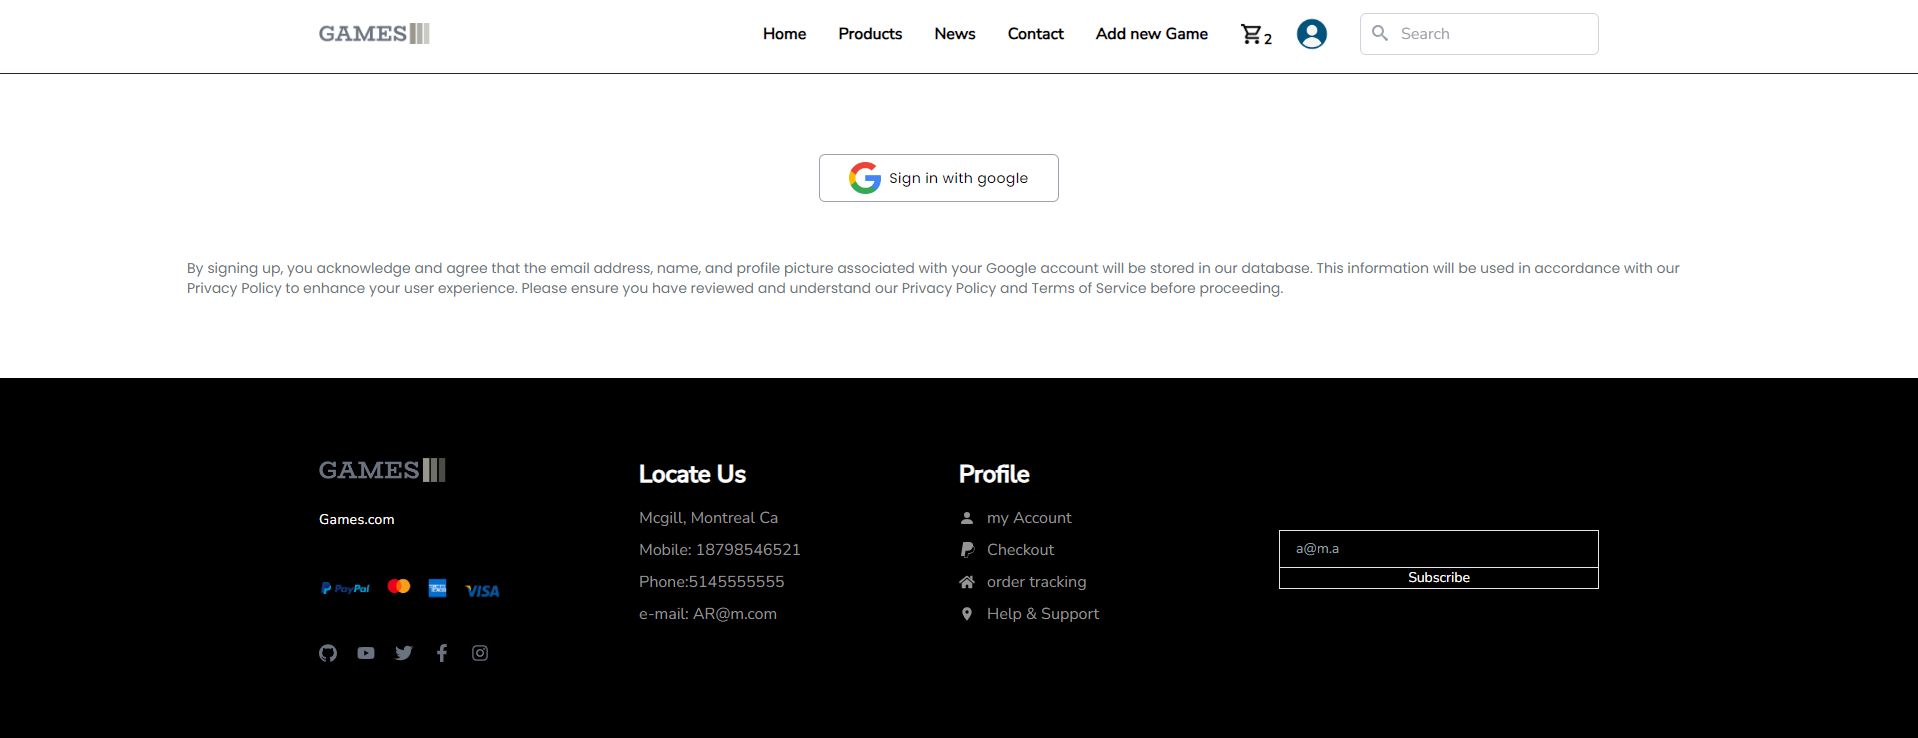 GAMES
Home Products News Contact Add new Game 2 Search
Sign in with google
By signing up, you acknowledge and agree that the email address, name, and profile picture associated with your Google account will be stored in our database. This information will be used in accordance with our
Privacy Policy to enhance your user experience. Please ensure you have reviewed and understand our Privacy Policy and Terms of Service before proceeding.
GAMES
Games.com
PayPal VISA
Locate Us
Mcgill, Montreal Ca
Mobile: 18798546521
Phone:5145555555
e-mail: AR@m.com
Profile
my Account
Checkout
order tracking
Help & Support
a@m.a
Subscribe